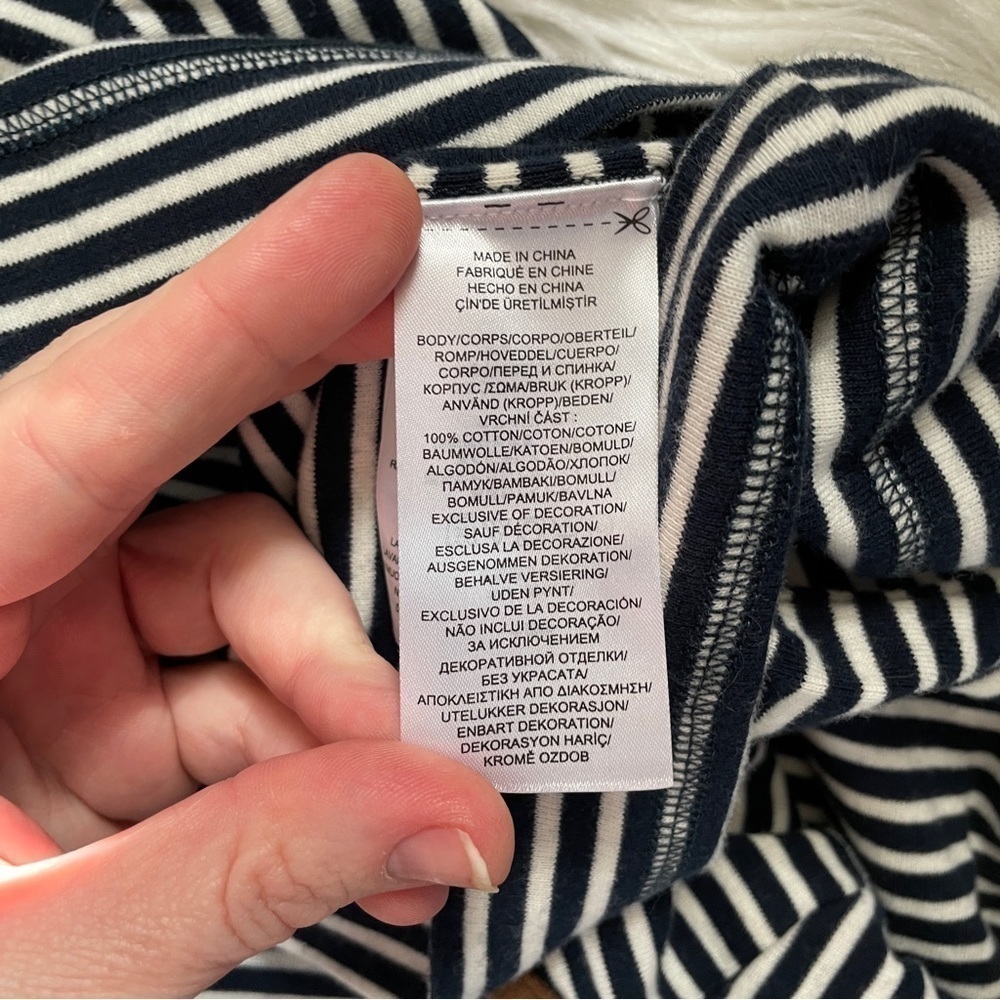 MADE IN CHINA
FABRIQUÉ EN CHINE
HECHO EN CHINA
ÇİN'DE ÜRETİLMİŞTİR
BODY/CORPS/CORPO/OBERTEIL/
ROMP/HOVEDDEL/CUERPO/
CORPO/ПЕРЕД И СПИНКА/
КОРПУС /ΣΩΜΑ/BRUK (KROPP)/
ANVÄND (KROPP)/BEDEN/
VRCHNÍ ČÁST :
100% COTTON/COTON/COTONE/
BAUMWOLLE/KATOEN/BOMULD/
ALGODÓN/ALGODÃO/ХЛОПОК/
ПАМУК/ΒΑΜΒΑΚΙ/BOMULL/
BOMULL/PAMUK/BAVLNA
EXCLUSIVE OF DECORATION/
SAUF DÉCORATION/
ESCLUSA LA DECORAZIONE/
AUSGENOMMEN DEKORATION/
BEHALVE VERSIERING/
UDEN PYNT/
EXCLUSIVO DE LA DECORACIÓN/
NÃO INCLUI DECORAÇÃO/
ЗА ИСКЛЮЧЕНИЕМ
ДЕКОРАТИВНОЙ ОТДЕЛКИ/
БЕЗ УКРАСАТА/
ΑΠΟΚΛΕΙΣΤΙΚΗ ΑΠΟ ΔΙΑΚΟΣΜΗΣΗ/
UTELUKKER DEKORASJON/
ENBART DEKORATION/
DEKORASYON HARİÇ/
KROMĚ OZDOB